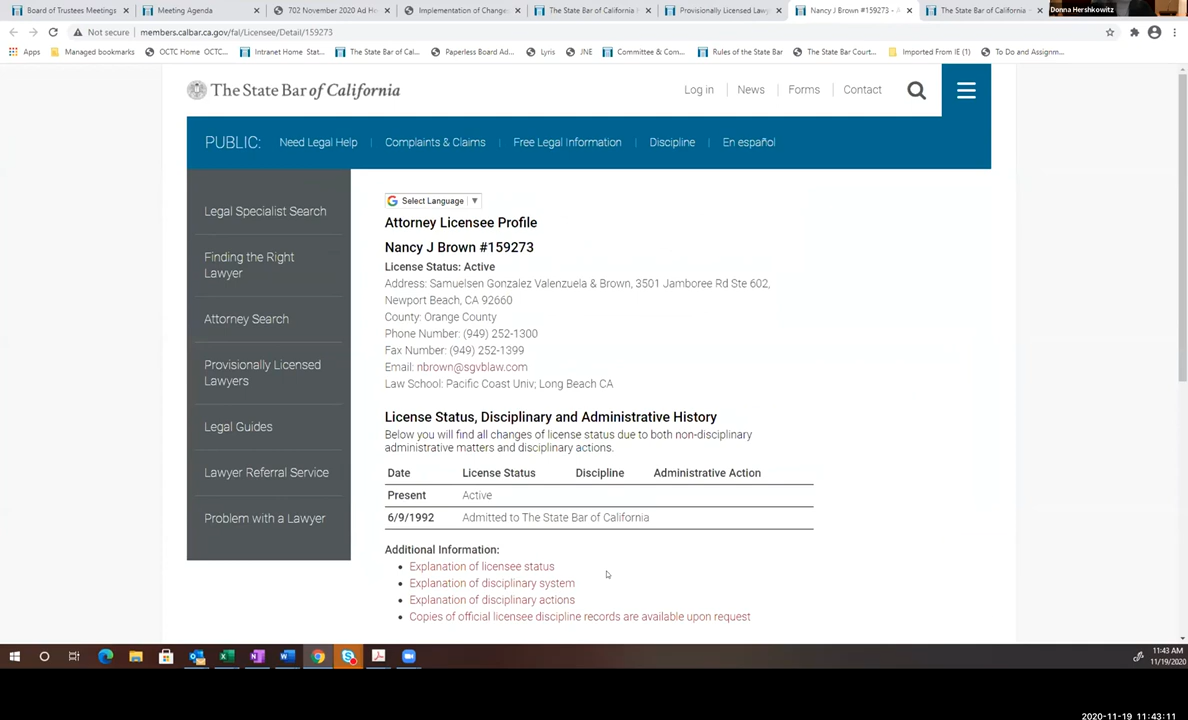 Board of Trustees Meetings
Meeting Agenda
702 November 2020 Ad H
Implementation of Change
The State Bar of California
Provisionally Licensed Law
Nancy J Brown #159273 - A
The State Bar of California
Donna Hershkowitz
Not secure
members.calbar.ca.gov/fal/Licensee/Detail/159273
Apps
Managed bookmarks
OCTC Home OCTC...
Intranet Home Stat...
The State Bar of Cal...
Paperless Board Ad...
Lyris
JNE
Committee & Com...
Rules of the State Bar
The State Bar Court...
Imported From IE (1)
To Do and Assignm...
The State Bar of California
Log in
News
Forms
Contact
PUBLIC:
Need Legal Help
Complaints & Claims
Free Legal Information
Discipline
En español
Legal Specialist Search
Finding the Right
Lawyer
Attorney Search
Provisionally Licensed
Lawyers
Legal Guides
Lawyer Referral Service
Problem with a Lawyer
Select Language
Attorney Licensee Profile
Nancy J Brown #159273
License Status: Active
Address: Samuelsen Gonzalez Valenzuela & Brown, 3501 Jamboree Rd Ste 602,
Newport Beach, CA 92660
County: Orange County
Phone Number: (949) 252-1300
Fax Number: (949) 252-1399
Email: nbrown@sgvblaw.com
Law School: Pacific Coast Univ; Long Beach CA
License Status, Disciplinary and Administrative History
Below you will find all changes of license status due to both non-disciplinary
administrative matters and disciplinary actions.
Date License Status Discipline Administrative Action
Present Active
6/9/1992 Admitted to The State Bar of California
Additional Information:
Explanation of licensee status
Explanation of disciplinary system
Explanation of disciplinary actions
Copies of official licensee discipline records are available upon request
11:43 AM
11/19/2020
2020-11-19 11:43:11